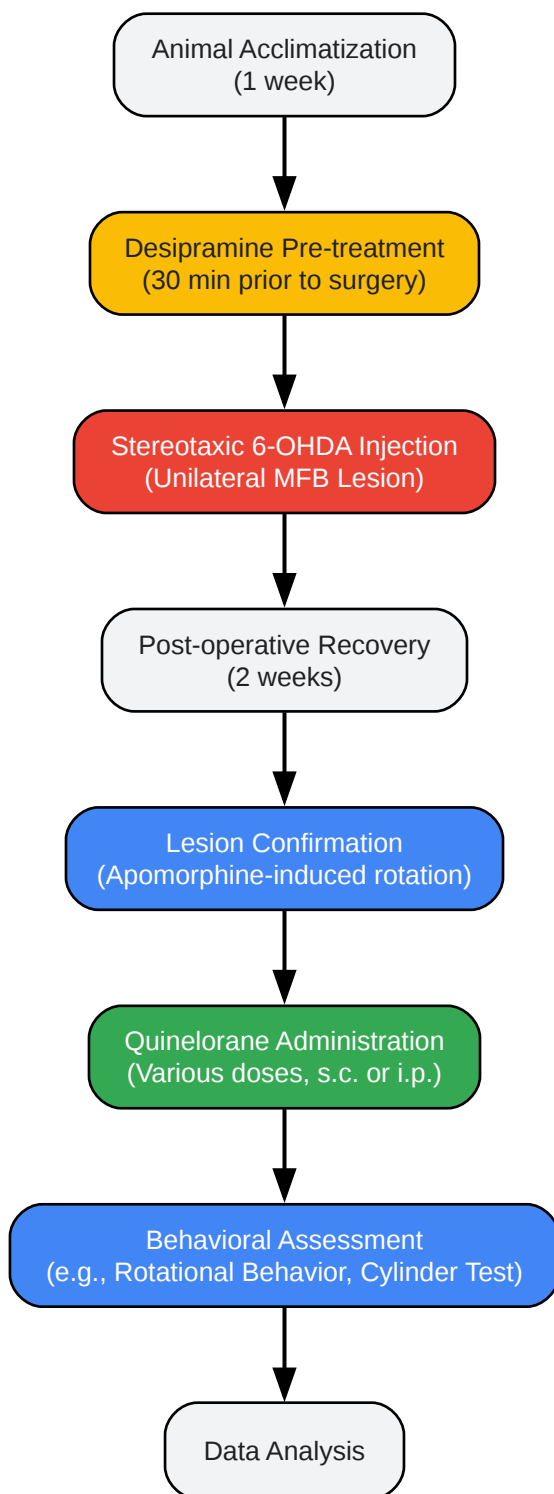 Animal Acclimatization
(1 week)
Desipramine Pre-treatment
(30 min prior to surgery)
Stereotaxic 6-OHDA Injection
(Unilateral MFB Lesion)
Post-operative Recovery
(2 weeks)
Lesion Confirmation
(Apomorphine-induced rotation)
Quinelorane Administration
(Various doses, s.c. or i.p.)
Behavioral Assessment
(e.g., Rotational Behavior, Cylinder Test)
Data Analysis